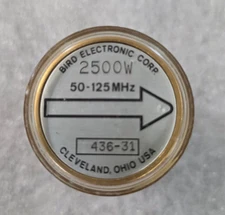 BIRD ELECTRONIC CORP
2500W
50-125MHz
436-31
CLEVELAND, OHIO USA